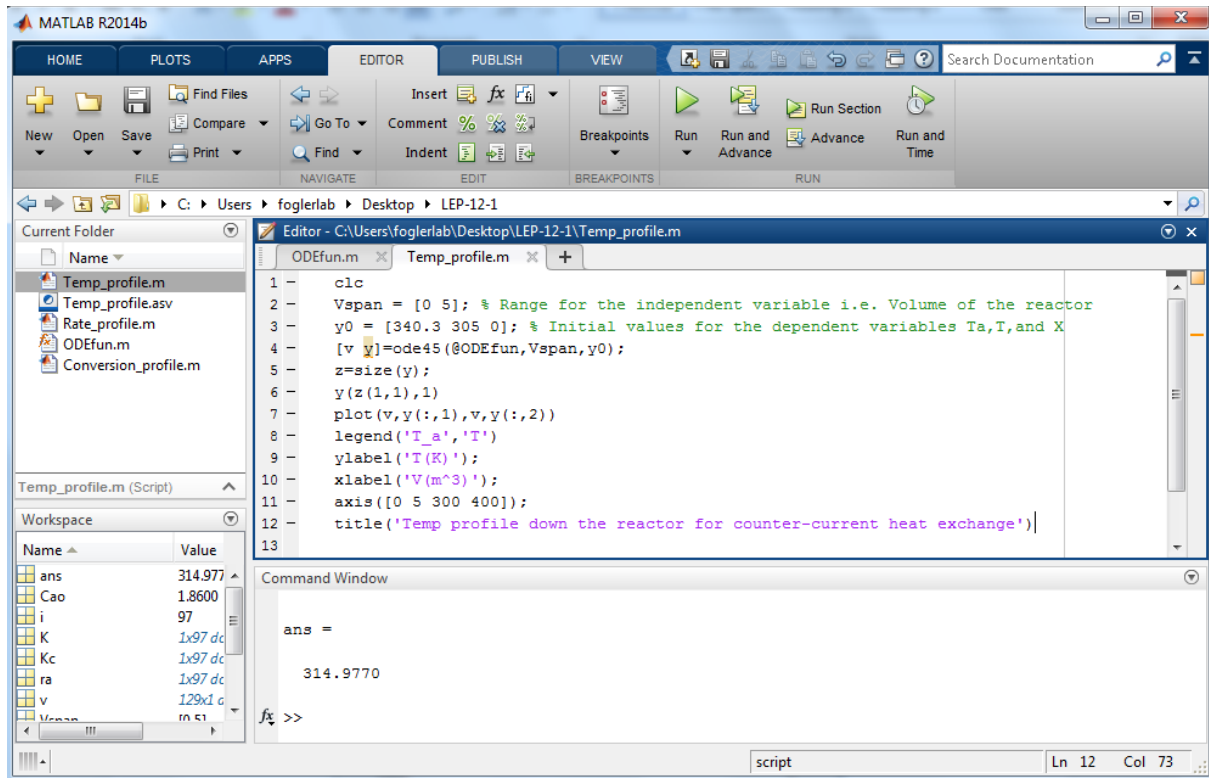 MATLAB R2014b
HOME PLOTS APPS EDITOR PUBLISH VIEW Search Documentation
New Open Save Find Files Compare Print
FILE
Go To Find
NAVIGATE
Insert fx fi
Comment % %
Indent
EDIT
Breakpoints
BREAKPOINTS
Run Run and Advance Run Section Advance Run and Time
RUN
C: Users foglerlab Desktop LEP-12-1
Current Folder
Name
Temp_profile.m
Temp_profile.asv
Rate_profile.m
ODEfun.m
Conversion_profile.m
Temp_profile.m (Script)
Workspace
Name Value
ans 314.977
Cao 1.8600
i 97
K 1x97 do
Kc 1x97 do
ra 1x97 do
v 129x1 d
Vspan [0 5]
Editor - C:\Users\foglerlab\Desktop\LEP-12-1\Temp_profile.m
ODEfun.m Temp_profile.m
1 - clc
2 - Vspan = [0 5]; % Range for the independent variable i.e. Volume of the reactor
3 - y0 = [340.3 305 0]; % Initial values for the dependent variables Ta,T,and X
4 - [v y]=ode45(@ODEfun,Vspan,y0);
5 - z=size(y);
6 - y(z(1,1),1)
7 - plot(v,y(:,1),v,y(:,2))
8 - legend('T_a','T')
9 - ylabel('T(K)');
10 - xlabel('V(m^3)');
11 - axis([0 5 300 400]);
12 - title('Temp profile down the reactor for counter-current heat exchange')
13
Command Window
ans =
314.9770
fx >>
script Ln 12 Col 73